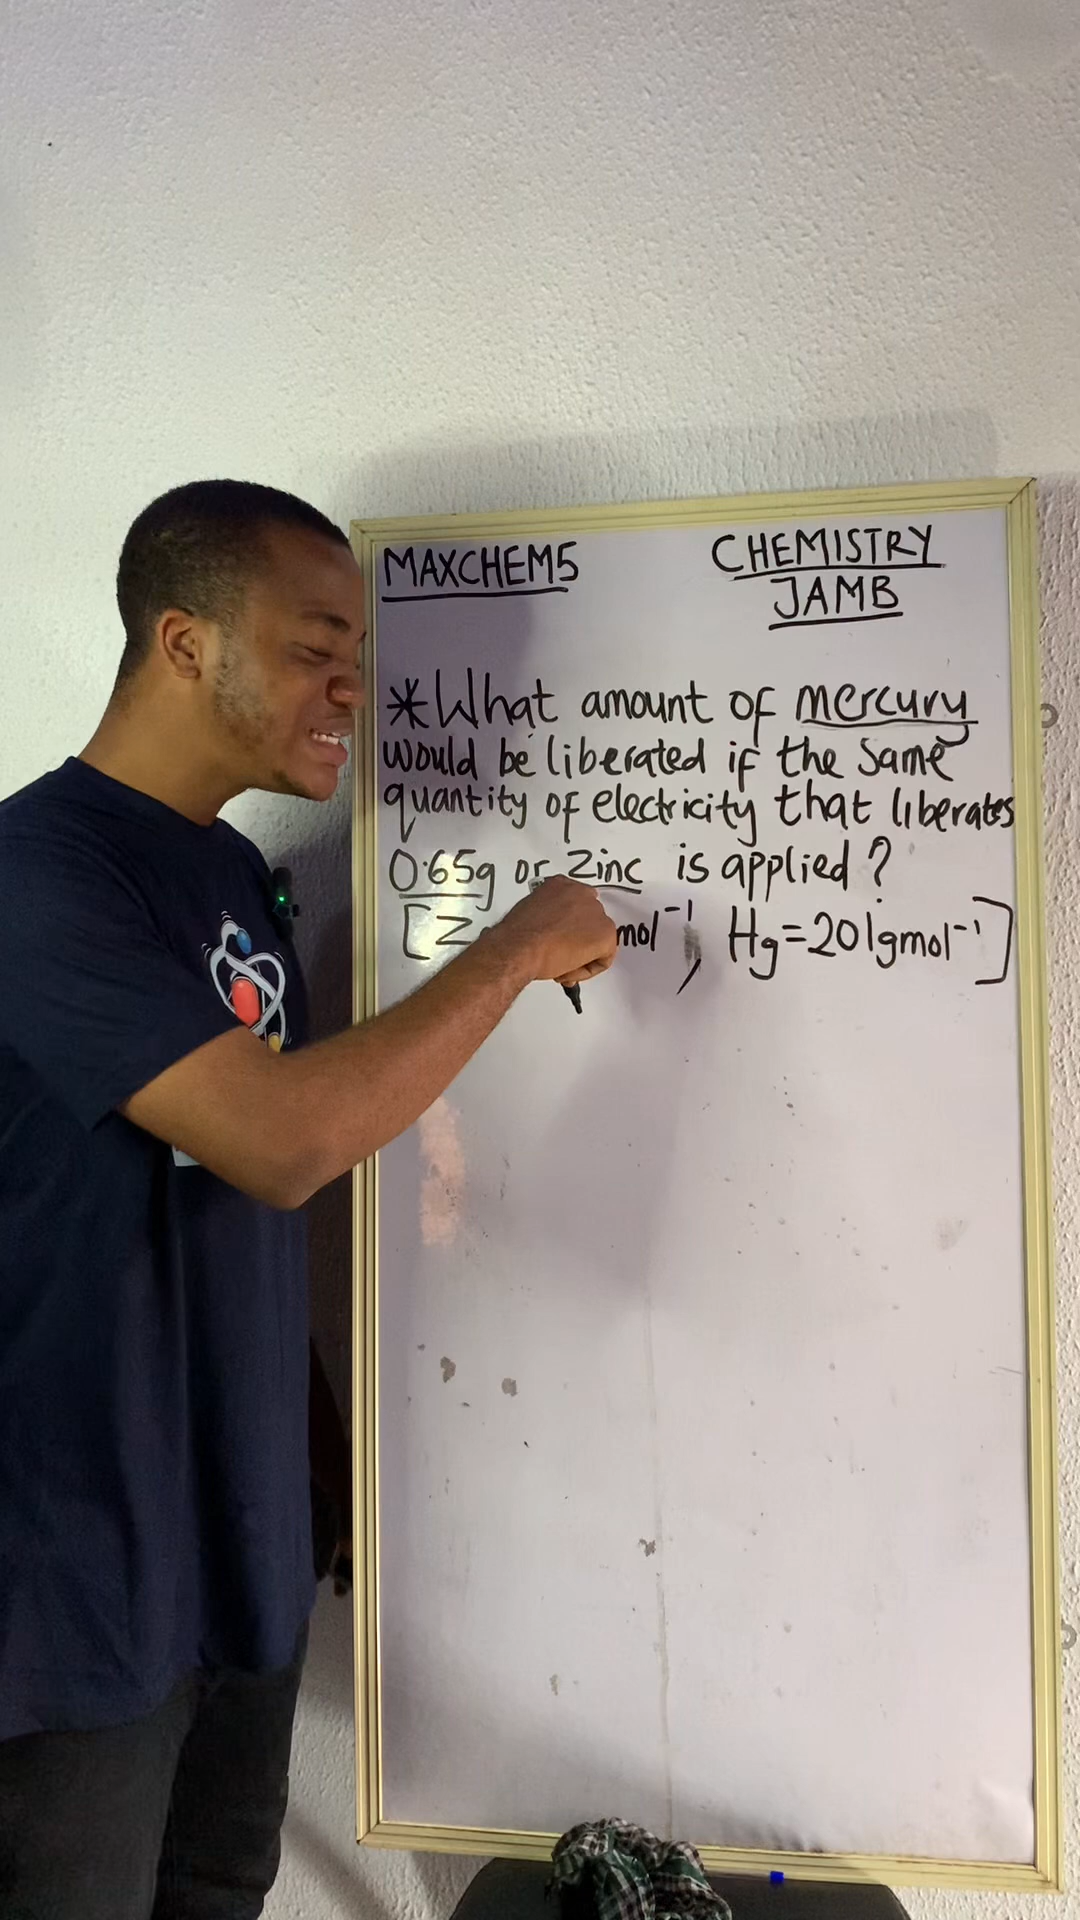 MAXCHEM5
CHEMISTRY
JAMB
*What amount of mercury
would be liberated if the same
quantity of electricity that liberates
0.65g or Zinc is applied?
[Z mol⁻¹, Hg=201gmol⁻¹]